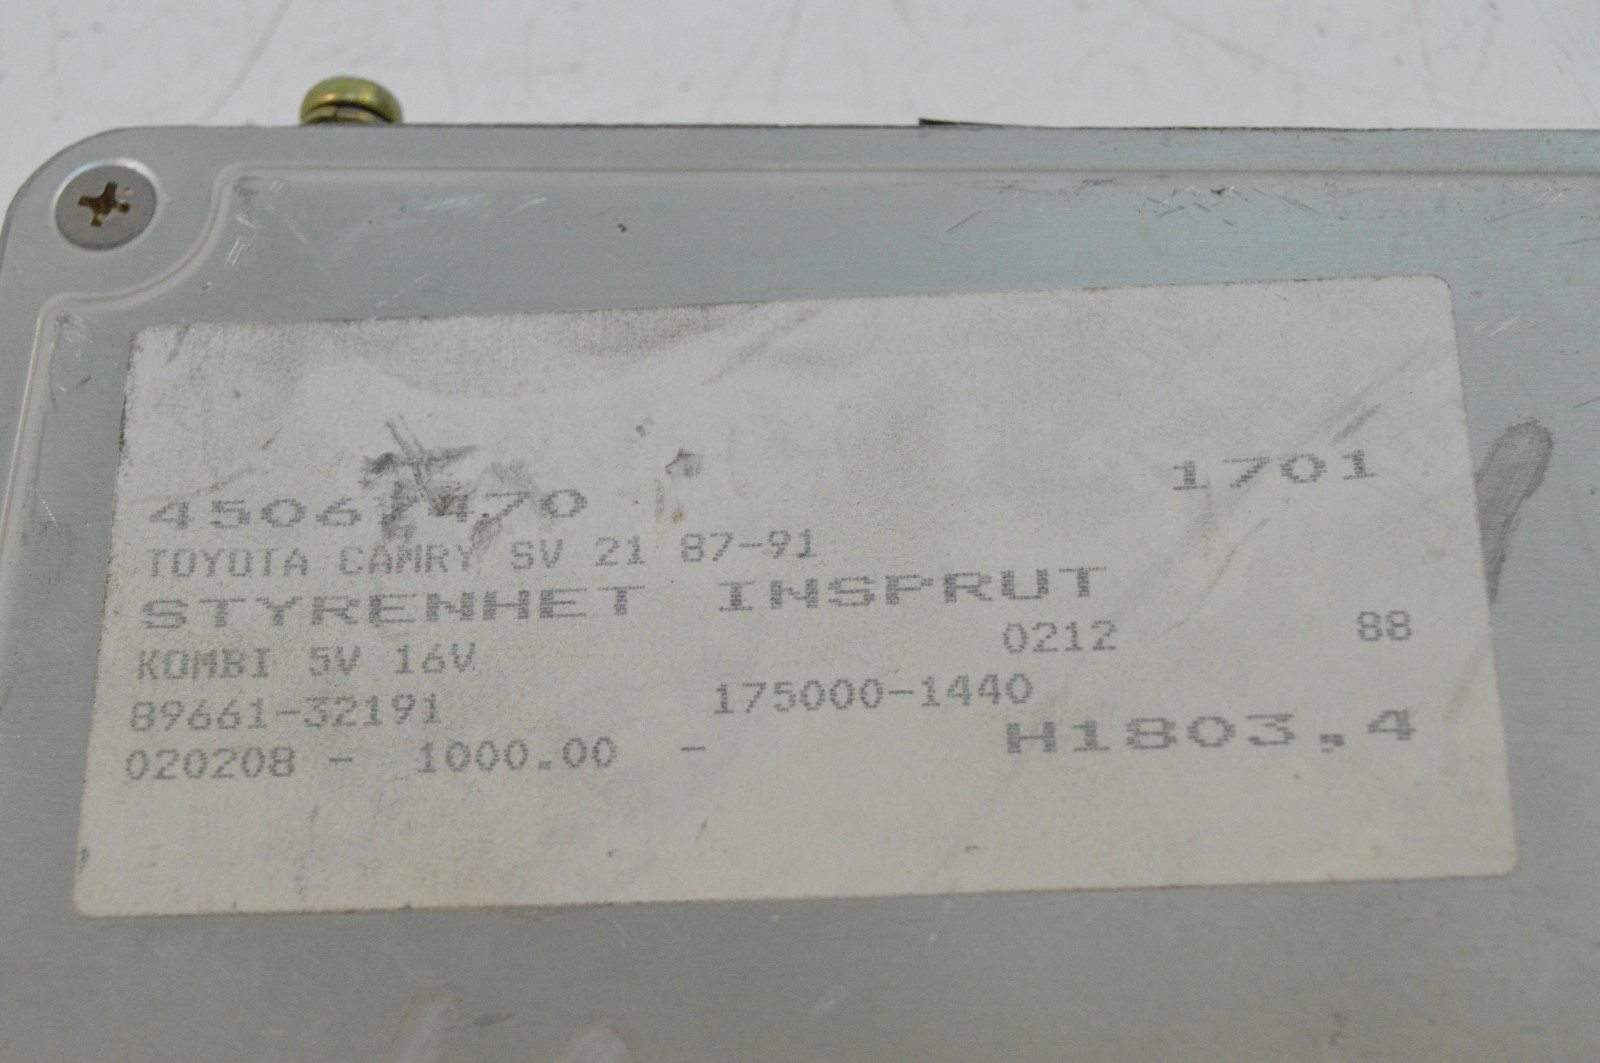 45067470 1701
TOYOTA CAMRY SV 21 87-91
STYRENHET INSPRUT
KOMBI 5V 16V 0212 88
89661-32191 175000-1440
020208 - 1000.00 - H1803.4